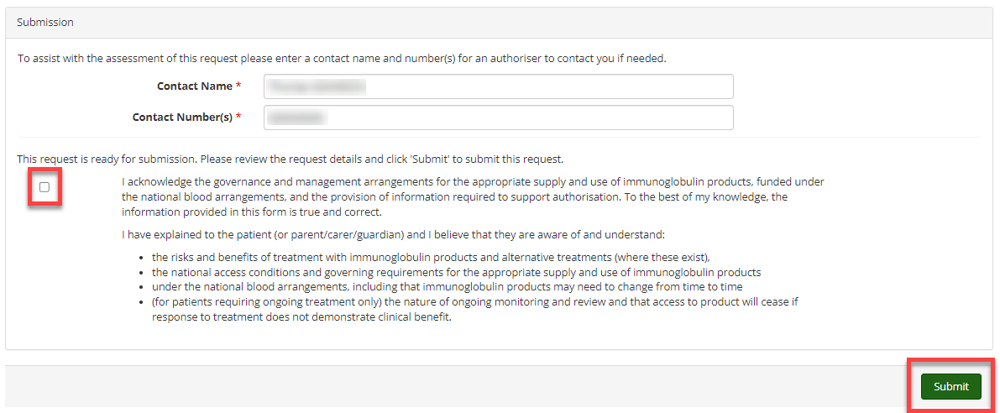 Submission
To assist with the assessment of this request please enter a contact name and number(s) for an authoriser to contact you if needed.
Contact Name *
Contact Number(s) *
This request is ready for submission. Please review the request details and click 'Submit' to submit this request.
I acknowledge the governance and management arrangements for the appropriate supply and use of immunoglobulin products, funded under
the national blood arrangements, and the provision of information required to support authorisation. To the best of my knowledge, the
information provided in this form is true and correct.
I have explained to the patient (or parent/carer/guardian) and I believe that they are aware of and understand:
• the risks and benefits of treatment with immunoglobulin products and alternative treatments (where these exist),
• the national access conditions and governing requirements for the appropriate supply and use of immunoglobulin products
• under the national blood arrangements, including that immunoglobulin products may need to change from time to time
• (for patients requiring ongoing treatment only) the nature of ongoing monitoring and review and that access to product will cease if
response to treatment does not demonstrate clinical benefit.
Submit